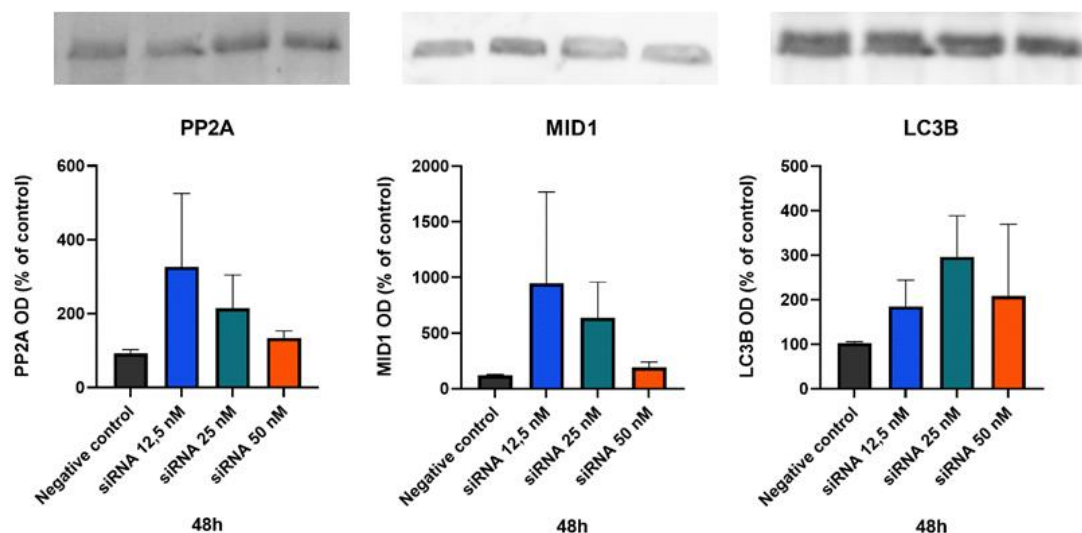 PP2A
PP2A OD (% of control)
600
400
200
0
Negative control
siRNA 12,5 nM
siRNA 25 nM
siRNA 50 nM
48h
MID1
MID1 OD (% of control)
2000
1500
1000
500
0
Negative control
siRNA 12,5 nM
siRNA 25 nM
siRNA 50 nM
48h
LC3B
LC3B OD (% of control)
500
400
300
200
100
0
Negative control
siRNA 12,5 nM
siRNA 25 nM
siRNA 50 nM
48h